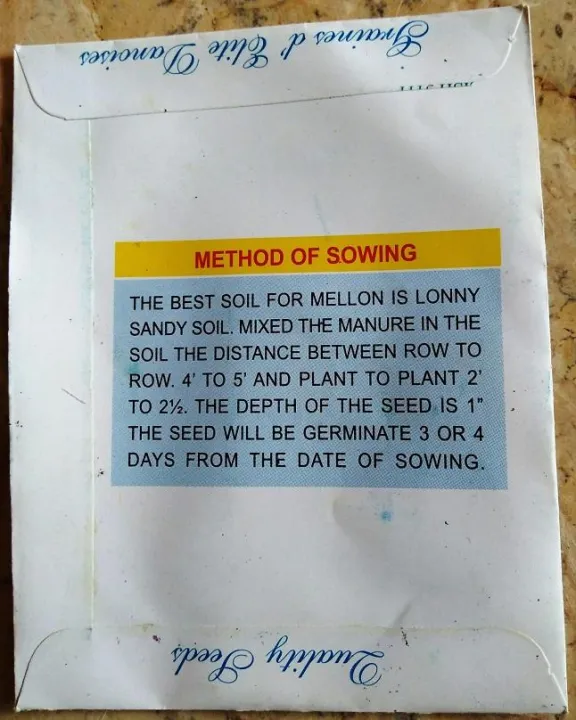 Graines d' Elite Danoises
METHOD OF SOWING
THE BEST SOIL FOR MELLON IS LONNY
SANDY SOIL. MIXED THE MANURE IN THE
SOIL THE DISTANCE BETWEEN ROW TO
ROW. 4' TO 5' AND PLANT TO PLANT 2'
TO 2½. THE DEPTH OF THE SEED IS 1"
THE SEED WILL BE GERMINATE 3 OR 4
DAYS FROM THE DATE OF SOWING.
Quality Seeds